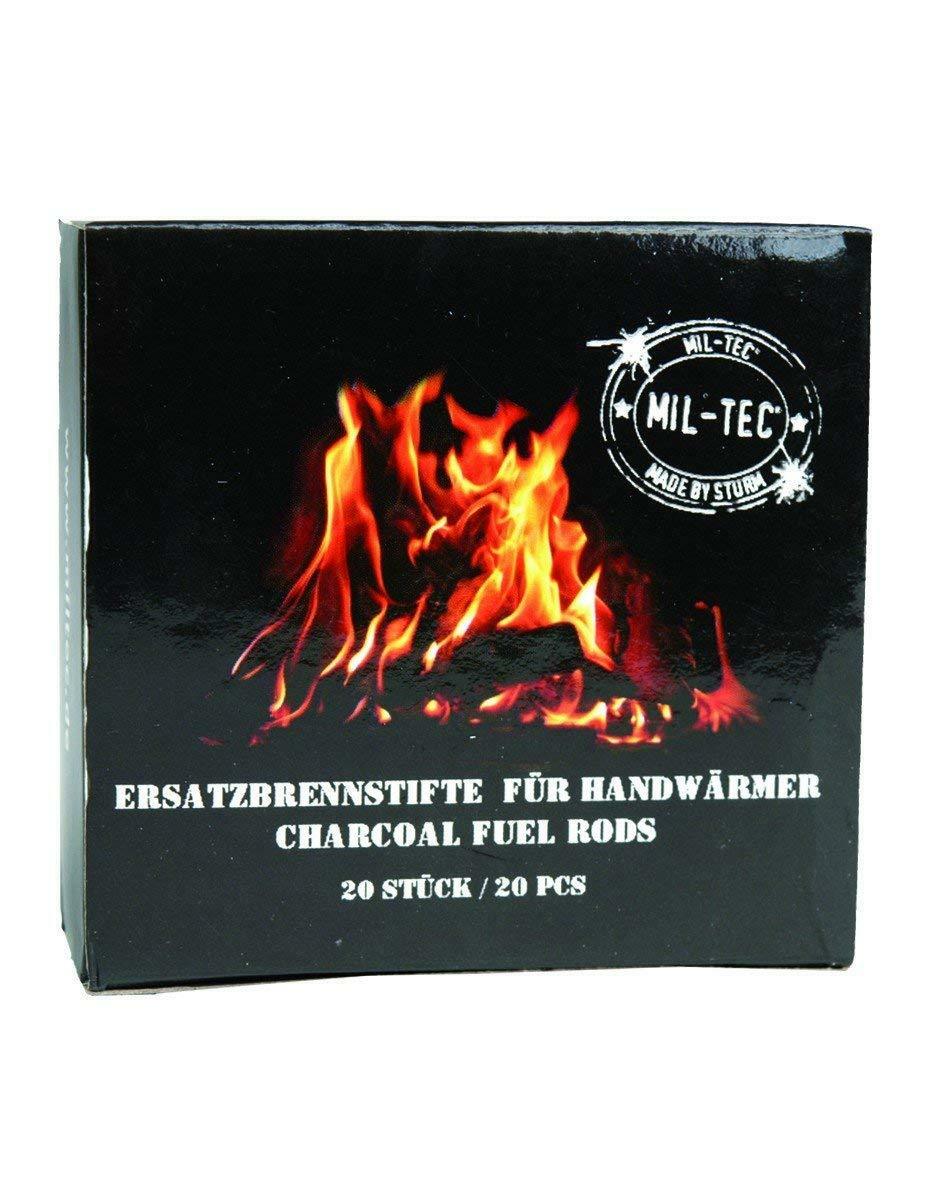 MIL-TEC®
MIL-TEC®
MADE BY STURM
ERSATZBRENNSTIFTE FÜR HANDWÄRMER
CHARCOAL FUEL RODS
20 STÜCK / 20 PCS